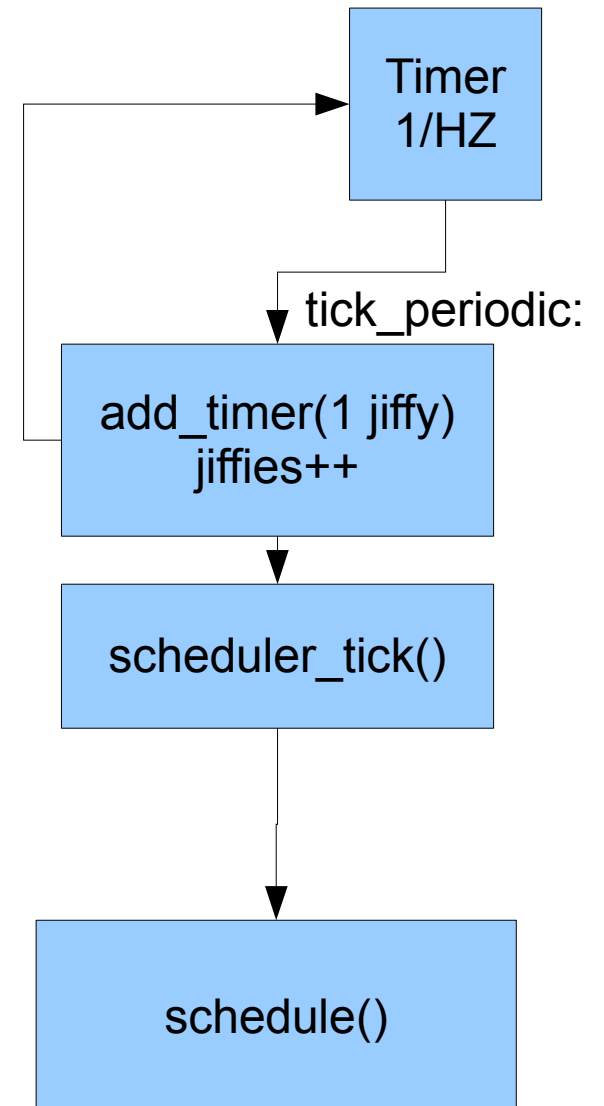 Timer
1/HZ
tick_periodic:
add_timer(1 jiffy)
jiffies++
scheduler_tick()
schedule()